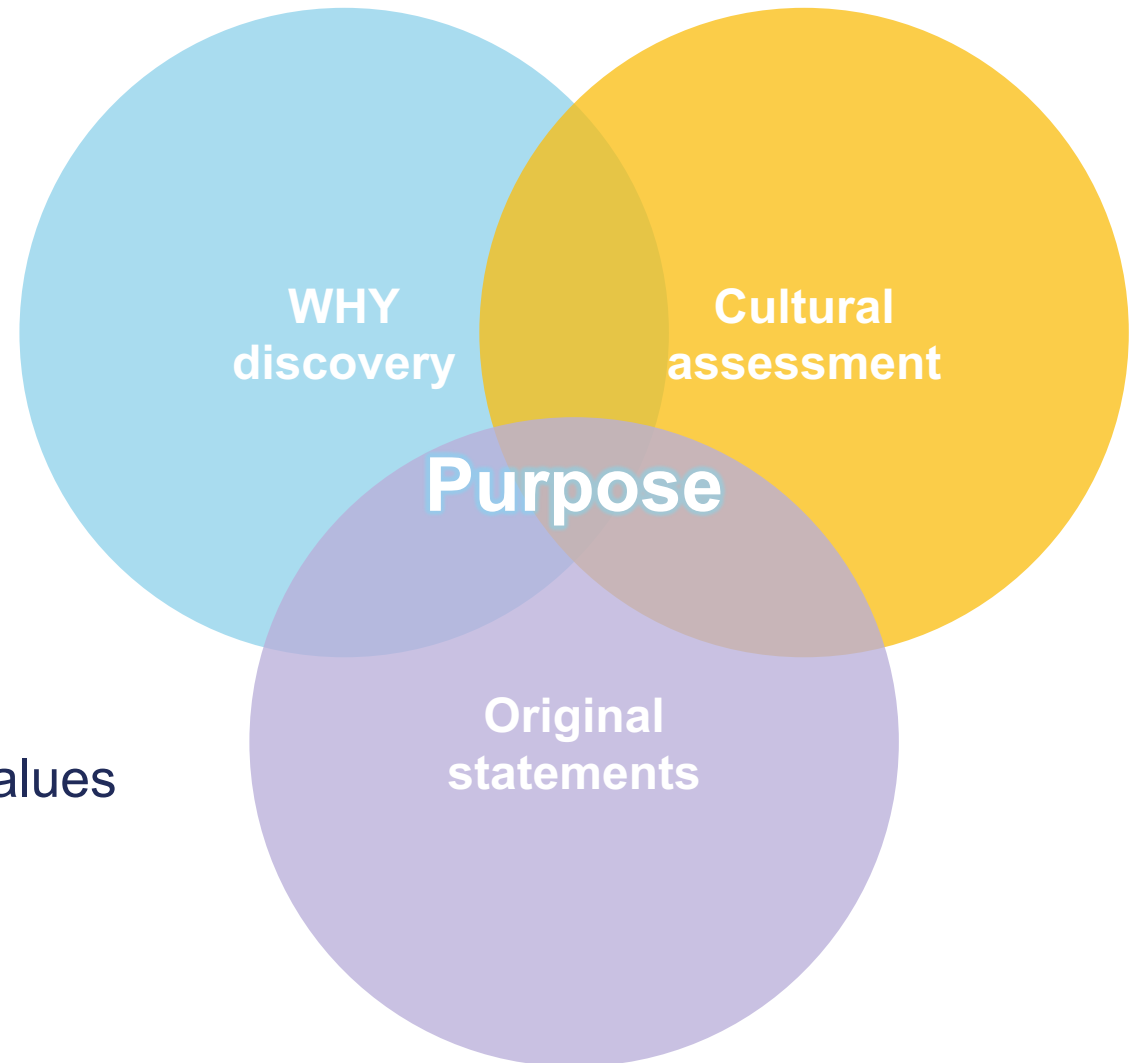 WHY
discovery
Cultural
assessment
Purpose
Original
statements
alues